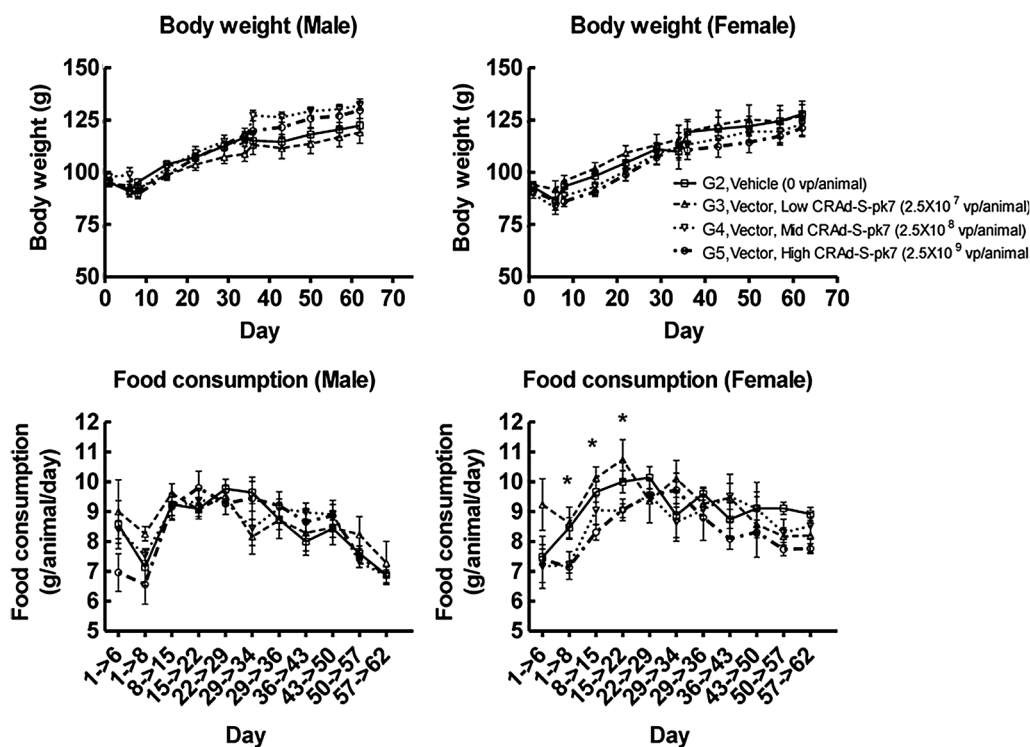 Body weight (Male)
Body weight (g)
150
125
100
75
50
0 10 20 30 40 50 60 70
Day
Body weight (Female)
Body weight (g)
150
125
100
75
50
0 10 20 30 40 50 60 70
Day
G2,Vehicle (0 vp/animal)
G3,Vector, Low CRAd-S-pk7 (2.5X10 7 vp/animal)
G4,Vector, Mid CRAd-S-pk7 (2.5X10 8 vp/animal)
G5,Vector, High CRAd-S-pk7 (2.5X10 9 vp/animal
Food consumption (Male)
Food consumption
(g/animal/day)
12
11
10
9
8
7
6
5
1->6
1->8
8->15
15->22
22->29
29->34
29->36
36->43
43->50
50->57
57->62
Day
Food consumption (Female)
Food consumption
(g/animal/day)
12
11
10
9
8
7
6
5
* * *
1->6
1->8
8->15
15->22
22->29
29->34
29->36
36->43
43->50
50->57
57->62
Day